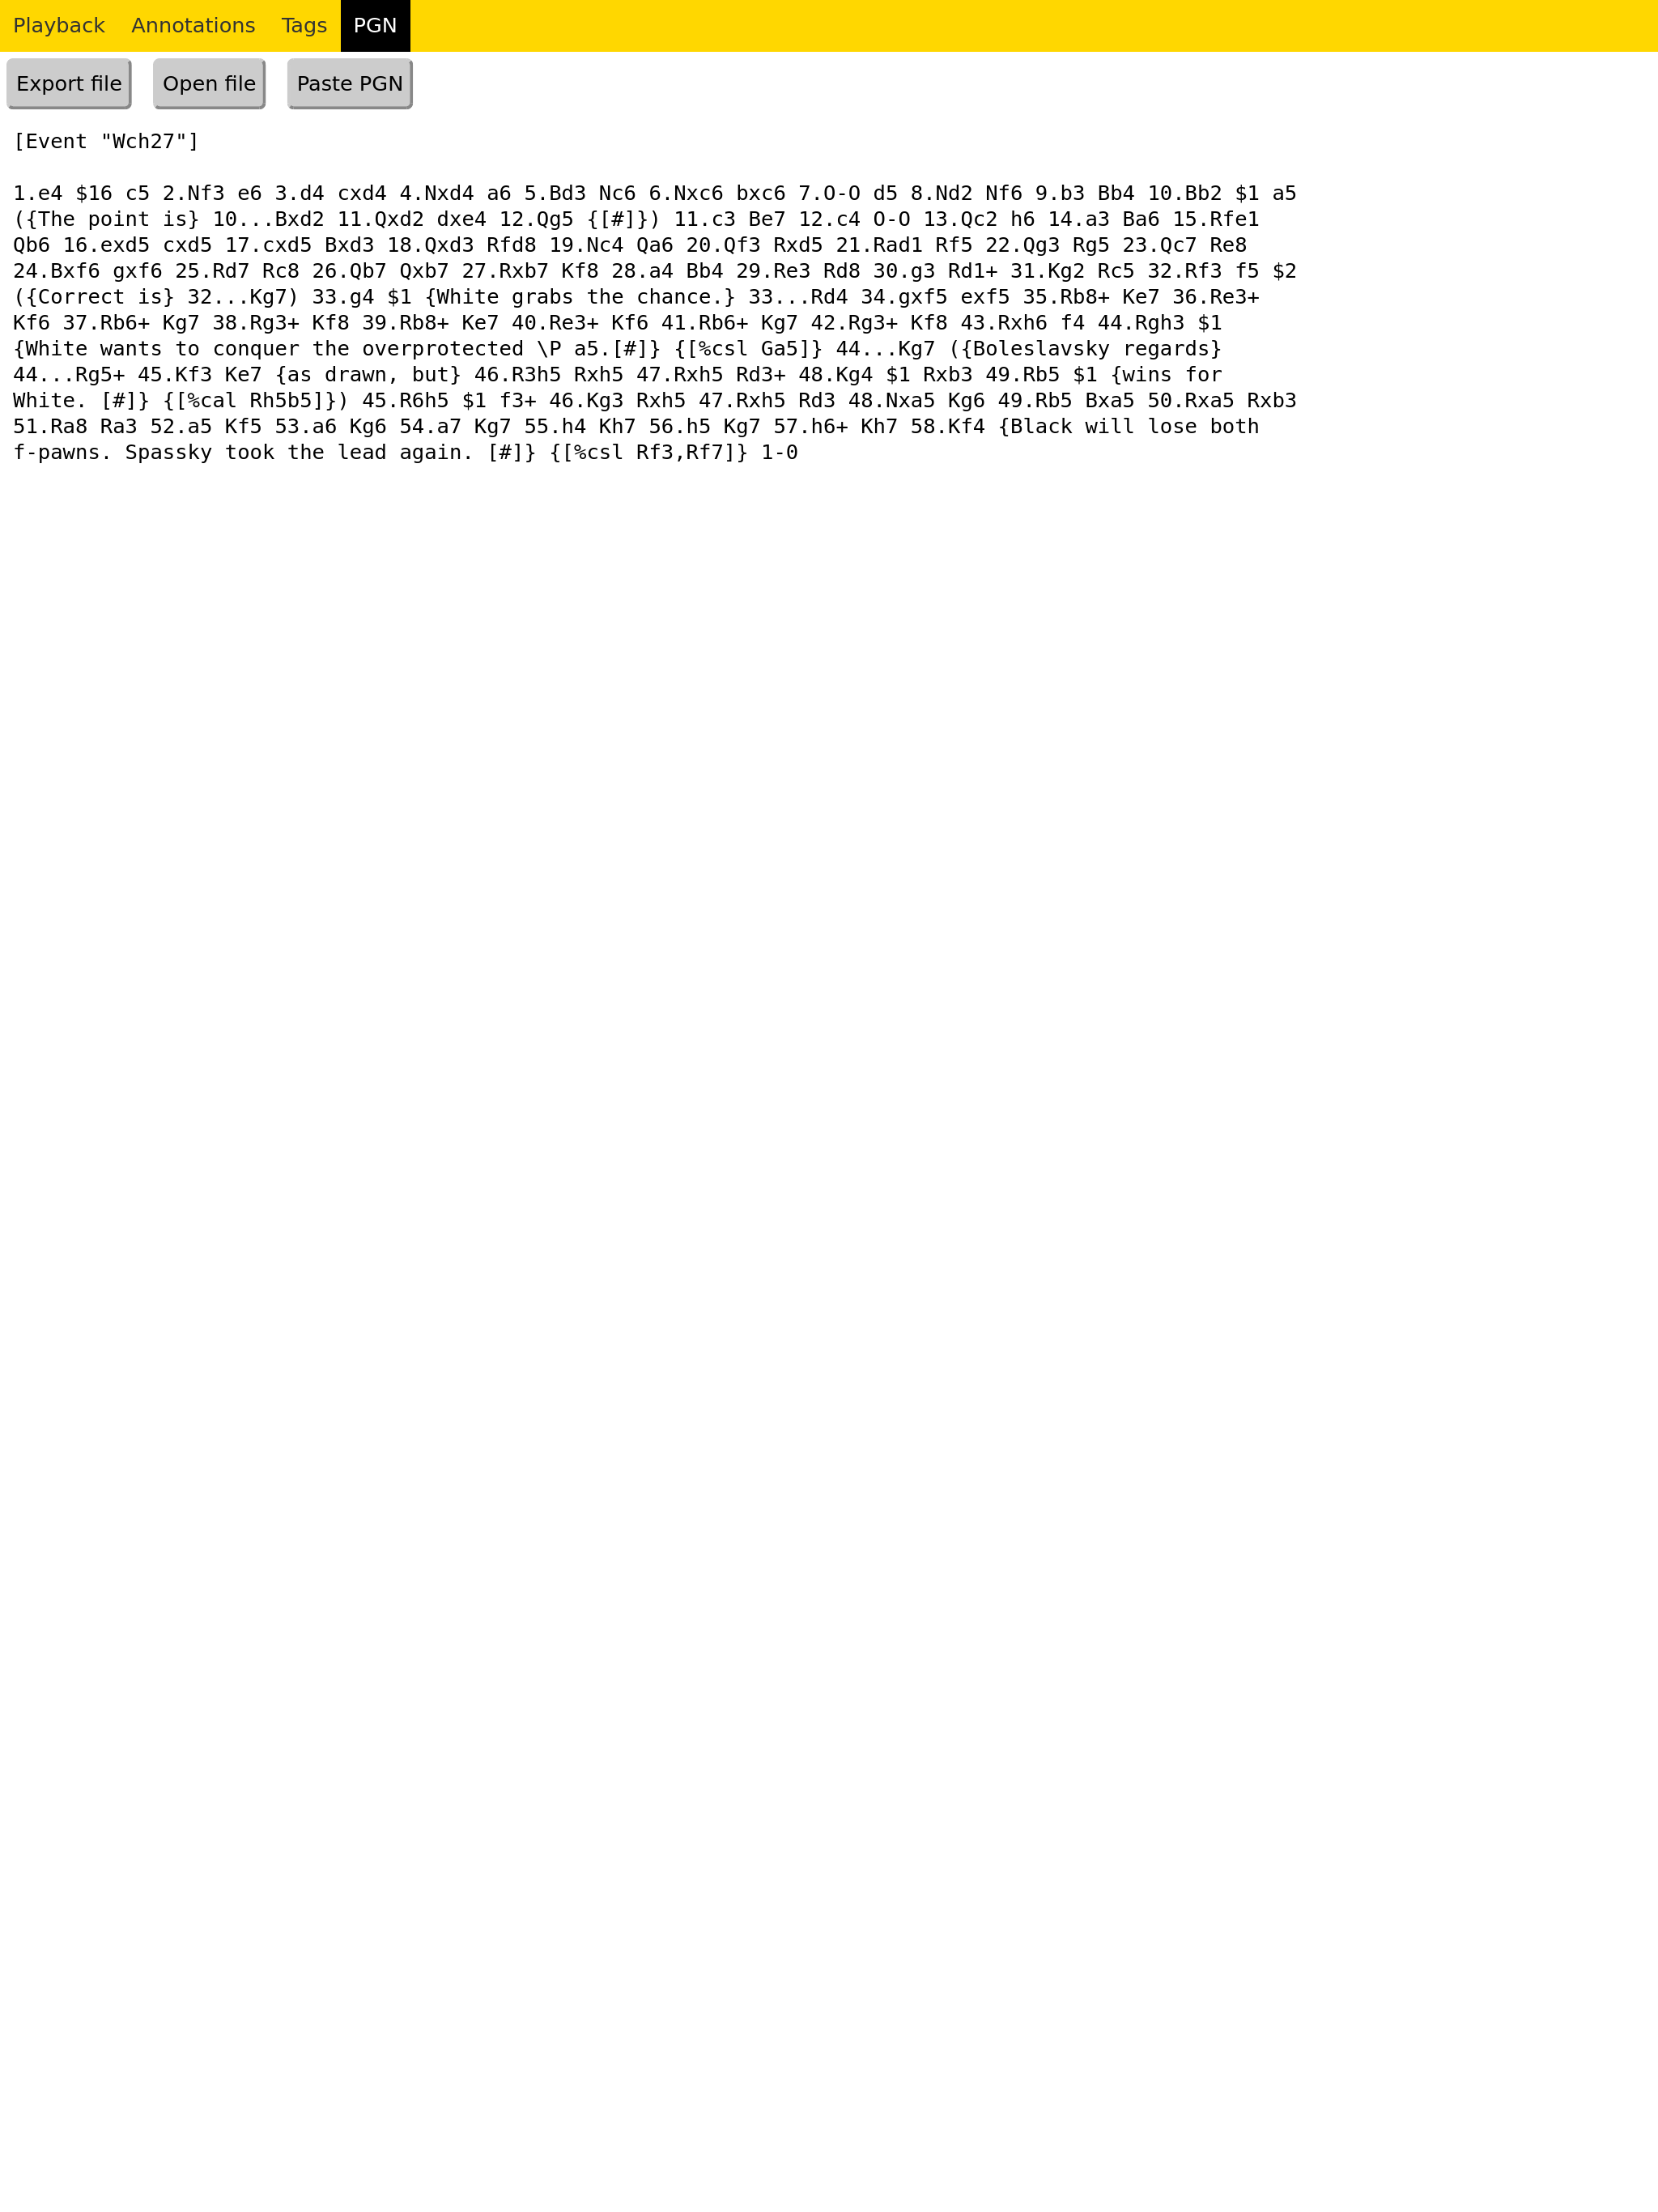 Playback Annotations Tags PGN
Export file Open file Paste PGN
[Event "Wch27"]
1.e4 $16 c5 2.Nf3 e6 3.d4 cxd4 4.Nxd4 a6 5.Bd3 Nc6 6.Nxc6 bxc6 7.O-O d5 8.Nd2 Nf6 9.b3 Bb4 10.Bb2 $1 a5
({The point is} 10...Bxd2 11.Qxd2 dxe4 12.Qg5 {[#]}) 11.c3 Be7 12.c4 O-O 13.Qc2 h6 14.a3 Ba6 15.Rfe1
Qb6 16.exd5 cxd5 17.cxd5 Bxd3 18.Qxd3 Rfd8 19.Nc4 Qa6 20.Qf3 Rxd5 21.Rad1 Rf5 22.Qg3 Rg5 23.Qc7 Re8
24.Bxf6 gxf6 25.Rd7 Rc8 26.Qb7 Qxb7 27.Rxb7 Kf8 28.a4 Bb4 29.Re3 Rd8 30.g3 Rd1+ 31.Kg2 Rc5 32.Rf3 f5 $2
({Correct is} 32...Kg7) 33.g4 $1 {White grabs the chance.} 33...Rd4 34.gxf5 exf5 35.Rb8+ Ke7 36.Re3+
Kf6 37.Rb6+ Kg7 38.Rg3+ Kf8 39.Rb8+ Ke7 40.Re3+ Kf6 41.Rb6+ Kg7 42.Rg3+ Kf8 43.Rxh6 f4 44.Rgh3 $1
{White wants to conquer the overprotected \P a5.[#]} {[%csl Ga5]} 44...Kg7 ({Boleslavsky regards}
44...Rg5+ 45.Kf3 Ke7 {as drawn, but} 46.R3h5 Rxh5 47.Rxh5 Rd3+ 48.Kg4 $1 Rxb3 49.Rb5 $1 {wins for
White. [#]} {[%cal Rh5b5]}) 45.R6h5 $1 f3+ 46.Kg3 Rxh5 47.Rxh5 Rd3 48.Nxa5 Kg6 49.Rb5 Bxa5 50.Rxa5 Rxb3
51.Ra8 Ra3 52.a5 Kf5 53.a6 Kg6 54.a7 Kg7 55.h4 Kh7 56.h5 Kg7 57.h6+ Kh7 58.Kf4 {Black will lose both
f-pawns. Spassky took the lead again. [#]} {[%csl Rf3,Rf7]} 1-0